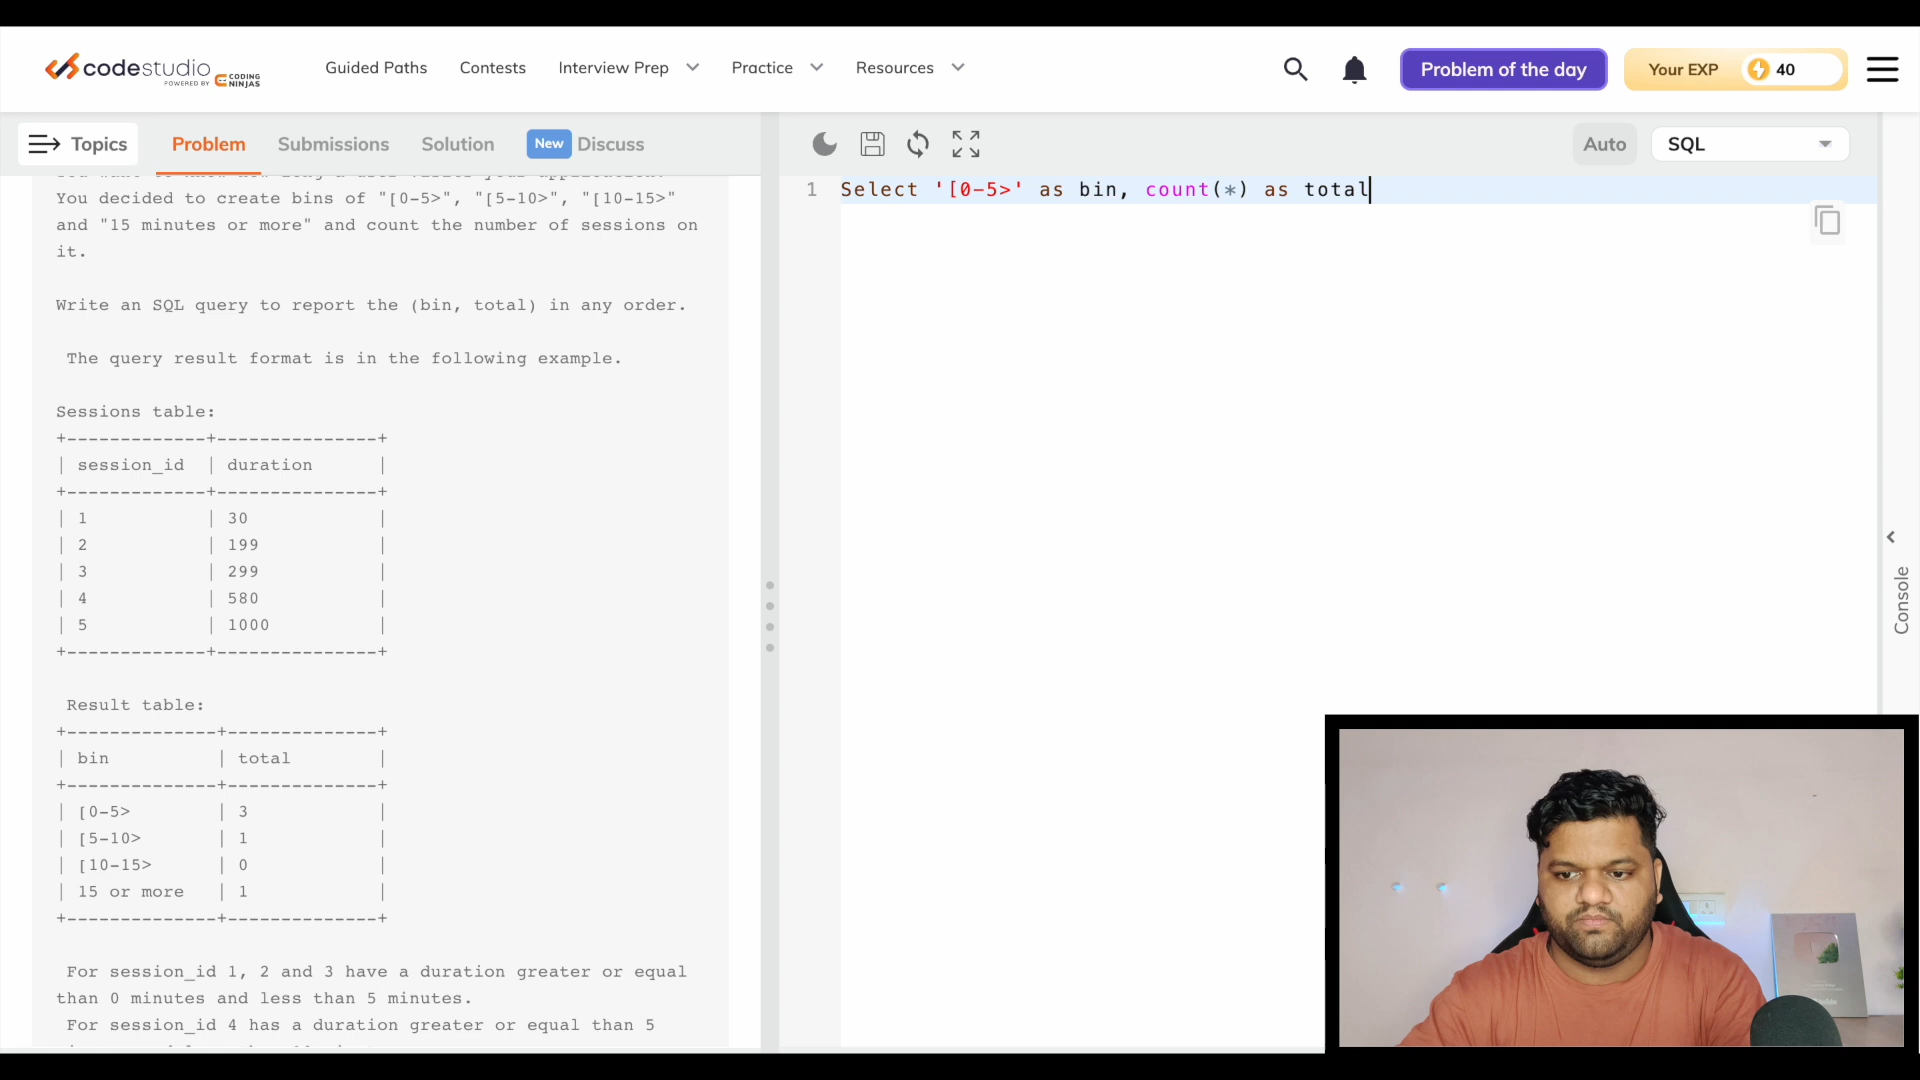 codestudio
POWERED BY CODING NINJAS
Guided Paths
Contests
Interview Prep
Practice
Resources
Problem of the day
Your EXP
40
Topics
Problem
Submissions
Solution
New
Discuss
Auto
SQL
You decided to create bins of "[0-5>", "[5-10>", "[10-15>"
and "15 minutes or more" and count the number of sessions on
it.
Write an SQL query to report the (bin, total) in any order.
The query result format is in the following example.
Sessions table:
+-------------+---------------+
| session_id | duration |
+-------------+---------------+
| 1 | 30 |
| 2 | 199 |
| 3 | 299 |
| 4 | 580 |
| 5 | 1000 |
+-------------+---------------+
Result table:
+--------------+--------------+
| bin | total |
+--------------+--------------+
| [0-5> | 3 |
| [5-10> | 1 |
| [10-15> | 0 |
| 15 or more | 1 |
+--------------+--------------+
For session_id 1, 2 and 3 have a duration greater or equal
than 0 minutes and less than 5 minutes.
For session_id 4 has a duration greater or equal than 5
1 Select '[0-5>' as bin, count(*) as total
Console